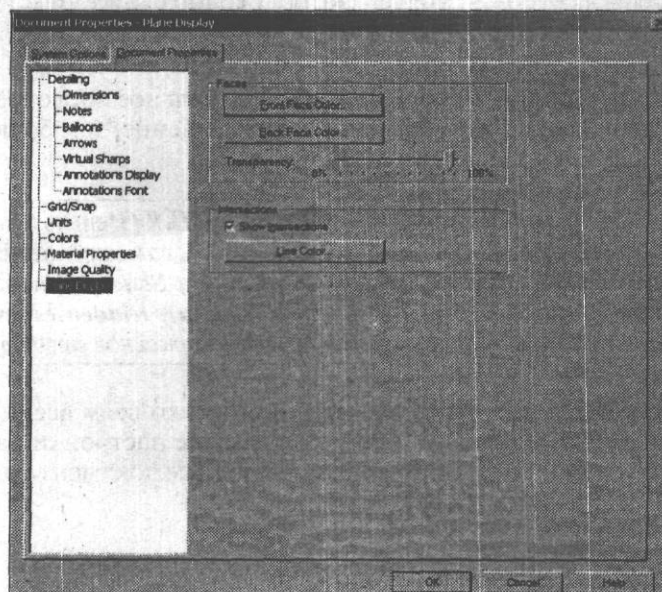 Document Properties - Plane Display
System Options
Document Properties
Detailing
Dimensions
Notes
Balloons
Arrows
Virtual Sharps
Annotations Display
Annotations Font
Grid/Snap
Units
Colors
Material Properties
Image Quality
Plane Display
Faces
Front Face Color...
Back Face Color...
Transparency:
0%
100%
Intersections
Show intersections
Line Color...
OK
Cancel
Help